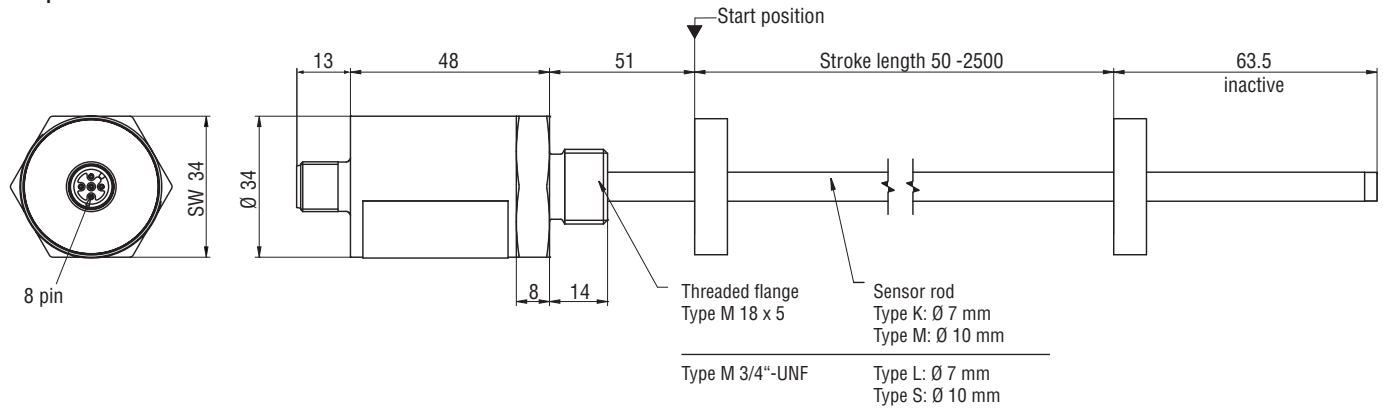 Start position
13
48
51
Stroke length 50 -2500
63.5
inactive
SW 34
Ø 34
8 pin
8
14
Threaded flange
Type M 18 x 5
Sensor rod
Type K: Ø 7 mm
Type M: Ø 10 mm
Type M 3/4“-UNF
Type L: Ø 7 mm
Type S: Ø 10 mm